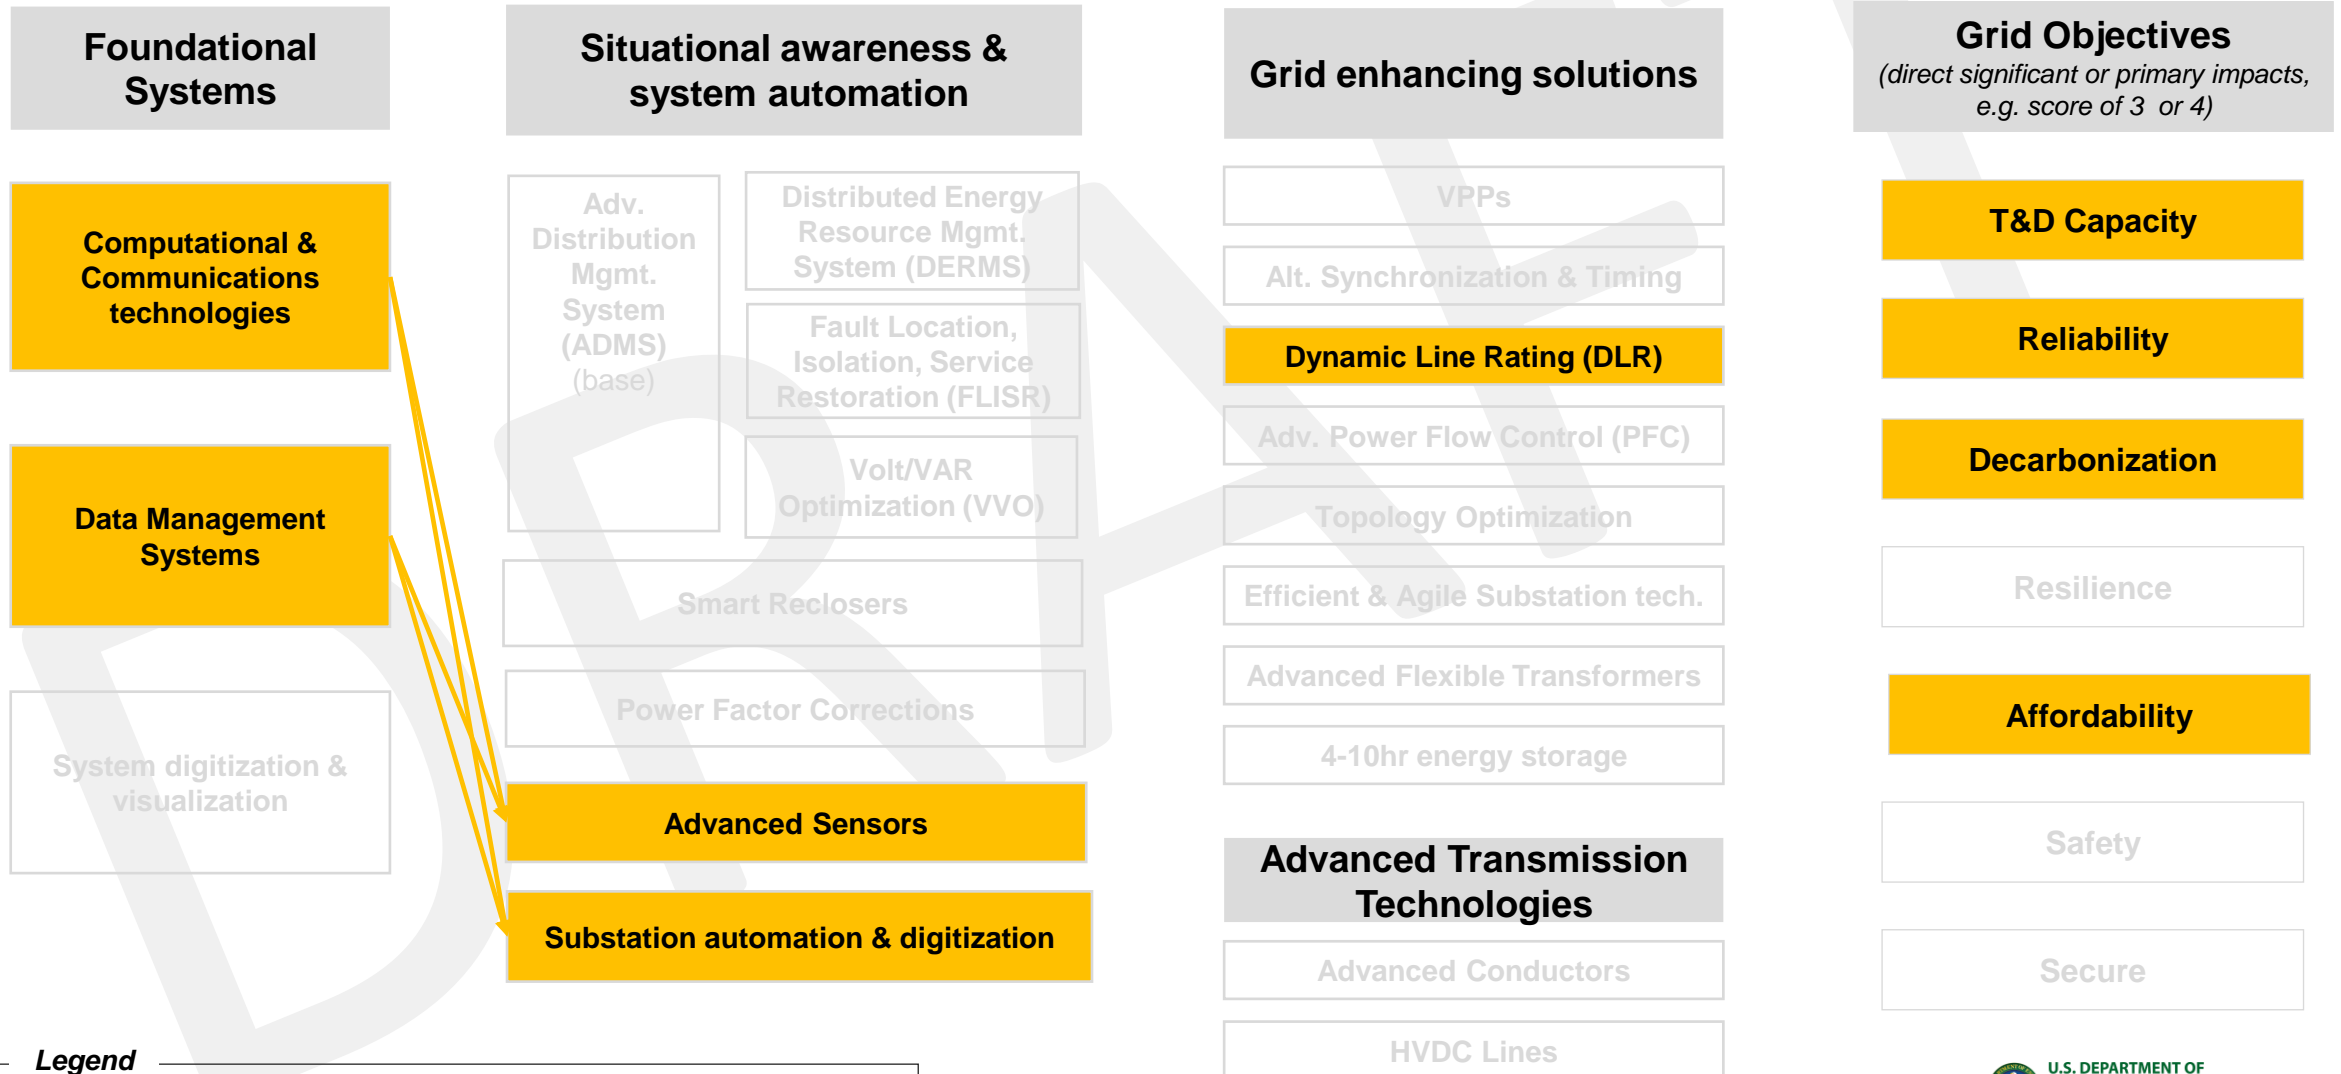 Foundational
Systems
Situational awareness &
system automation
Grid enhancing solutions
Grid Objectives
(direct significant or primary impacts,
e.g. score of 3 or 4)
Computational &
Communications
technologies
Data Management
Systems
System digitization &
visualization
Adv.
Distribution
Mgmt.
System
(ADMS)
(base)
Distributed Energy
Resource Mgmt.
System (DERMS)
Fault Location,
Isolation, Service
Restoration (FLISR)
Volt/VAR
Optimization (VVO)
Smart Reclosers
Power Factor Corrections
Advanced Sensors
Substation automation & digitization
VPPs
Alt. Synchronization & Timing
Dynamic Line Rating (DLR)
Adv. Power Flow Control (PFC)
Topology Optimization
Efficient & Agile Substation tech.
Advanced Flexible Transformers
4-10hr energy storage
Advanced Transmission
Technologies
Advanced Conductors
HVDC Lines
T&D Capacity
Reliability
Decarbonization
Resilience
Affordability
Safety
Secure
Legend
U.S. DEPARTMENT OF
DRAFT